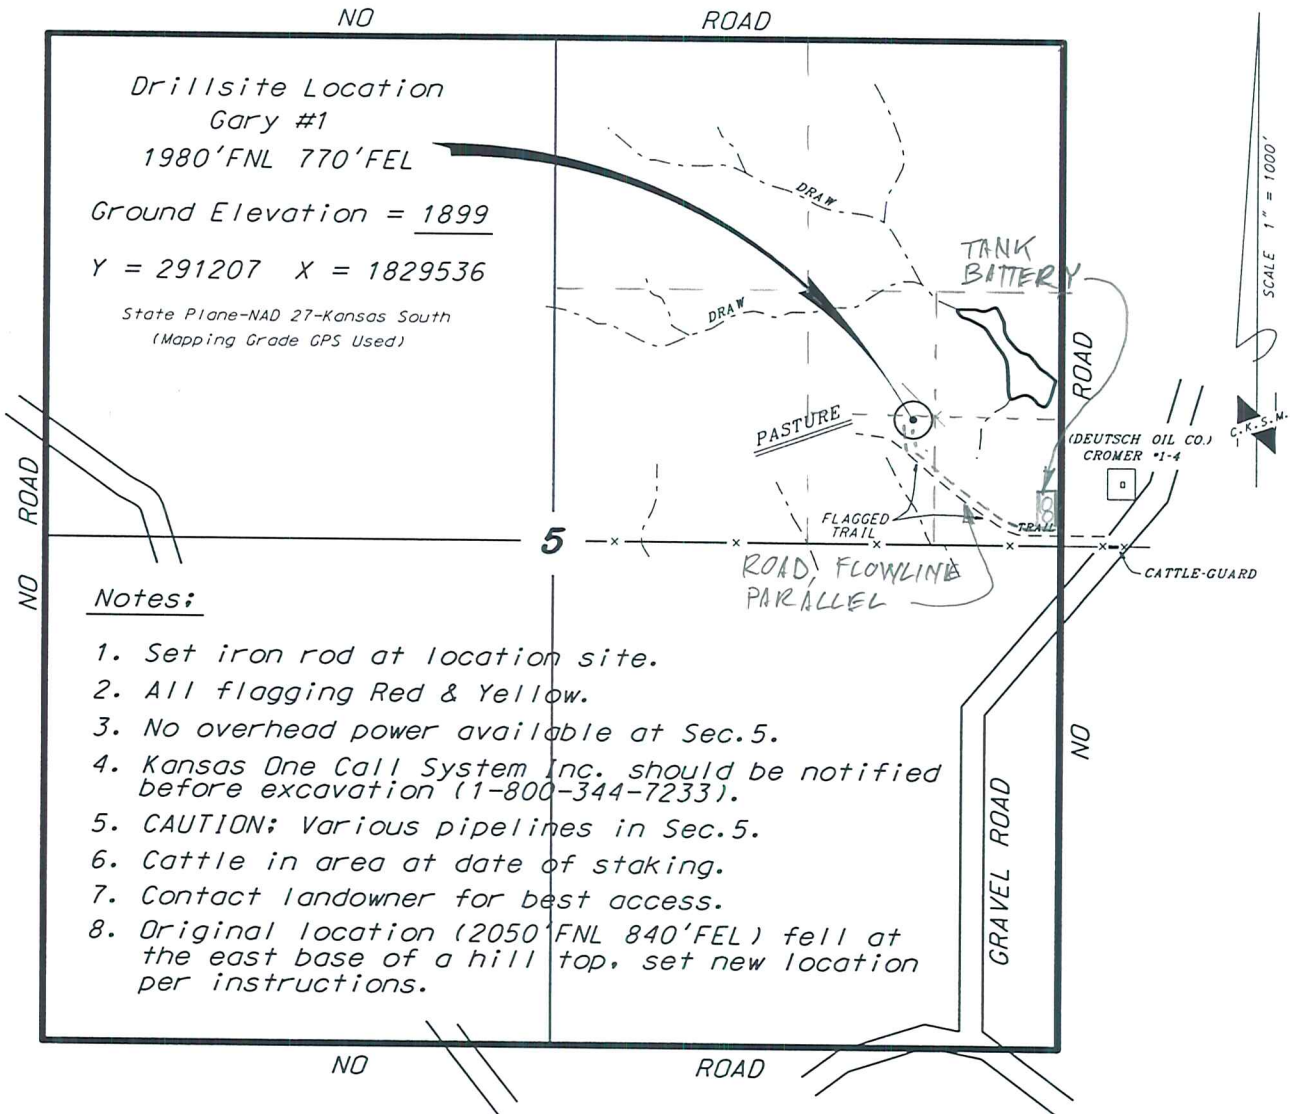 NO ROAD
Drillsite Location
Gary #1
1980'FNL 770'FEL
Ground Elevation = 1899
Y = 291207 X = 1829536
State Plane-NAD 27-Kansas South
(Mapping Grade GPS Used)
DRAW
DRAW
TANK
BATTERY
SCALE 1" = 1000'
ROAD
C.K.S.M.
PASTURE
(DEUTSCH OIL CO.)
CROMER #1-4
NO ROAD
FLAGGED
TRAIL
TRAIL
5
CATTLE-GUARD
ROAD, FLOWLINE
PARALLEL
NO
Notes:
1. Set iron rod at location site.
2. All flagging Red & Yellow.
3. No overhead power available at Sec.5.
4. Kansas One Call System Inc. should be notified
before excavation (1-800-344-7233).
5. CAUTION: Various pipelines in Sec.5.
6. Cattle in area at date of staking.
7. Contact landowner for best access.
8. Original location (2050'FNL 840'FEL) fell at
the east base of a hill top, set new location
per instructions.
NO
GRAVEL ROAD
NO ROAD